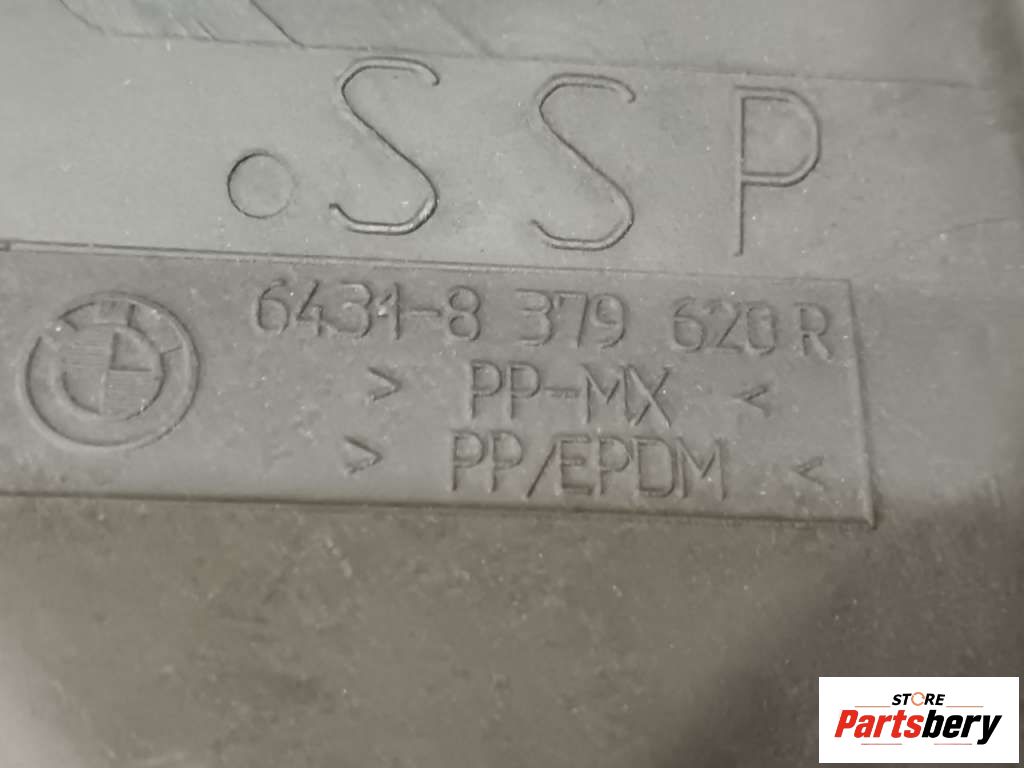 SSP
6431-8 379 620 R
> PP-MX <
> PP/EPDM <
STORE
Partsbery